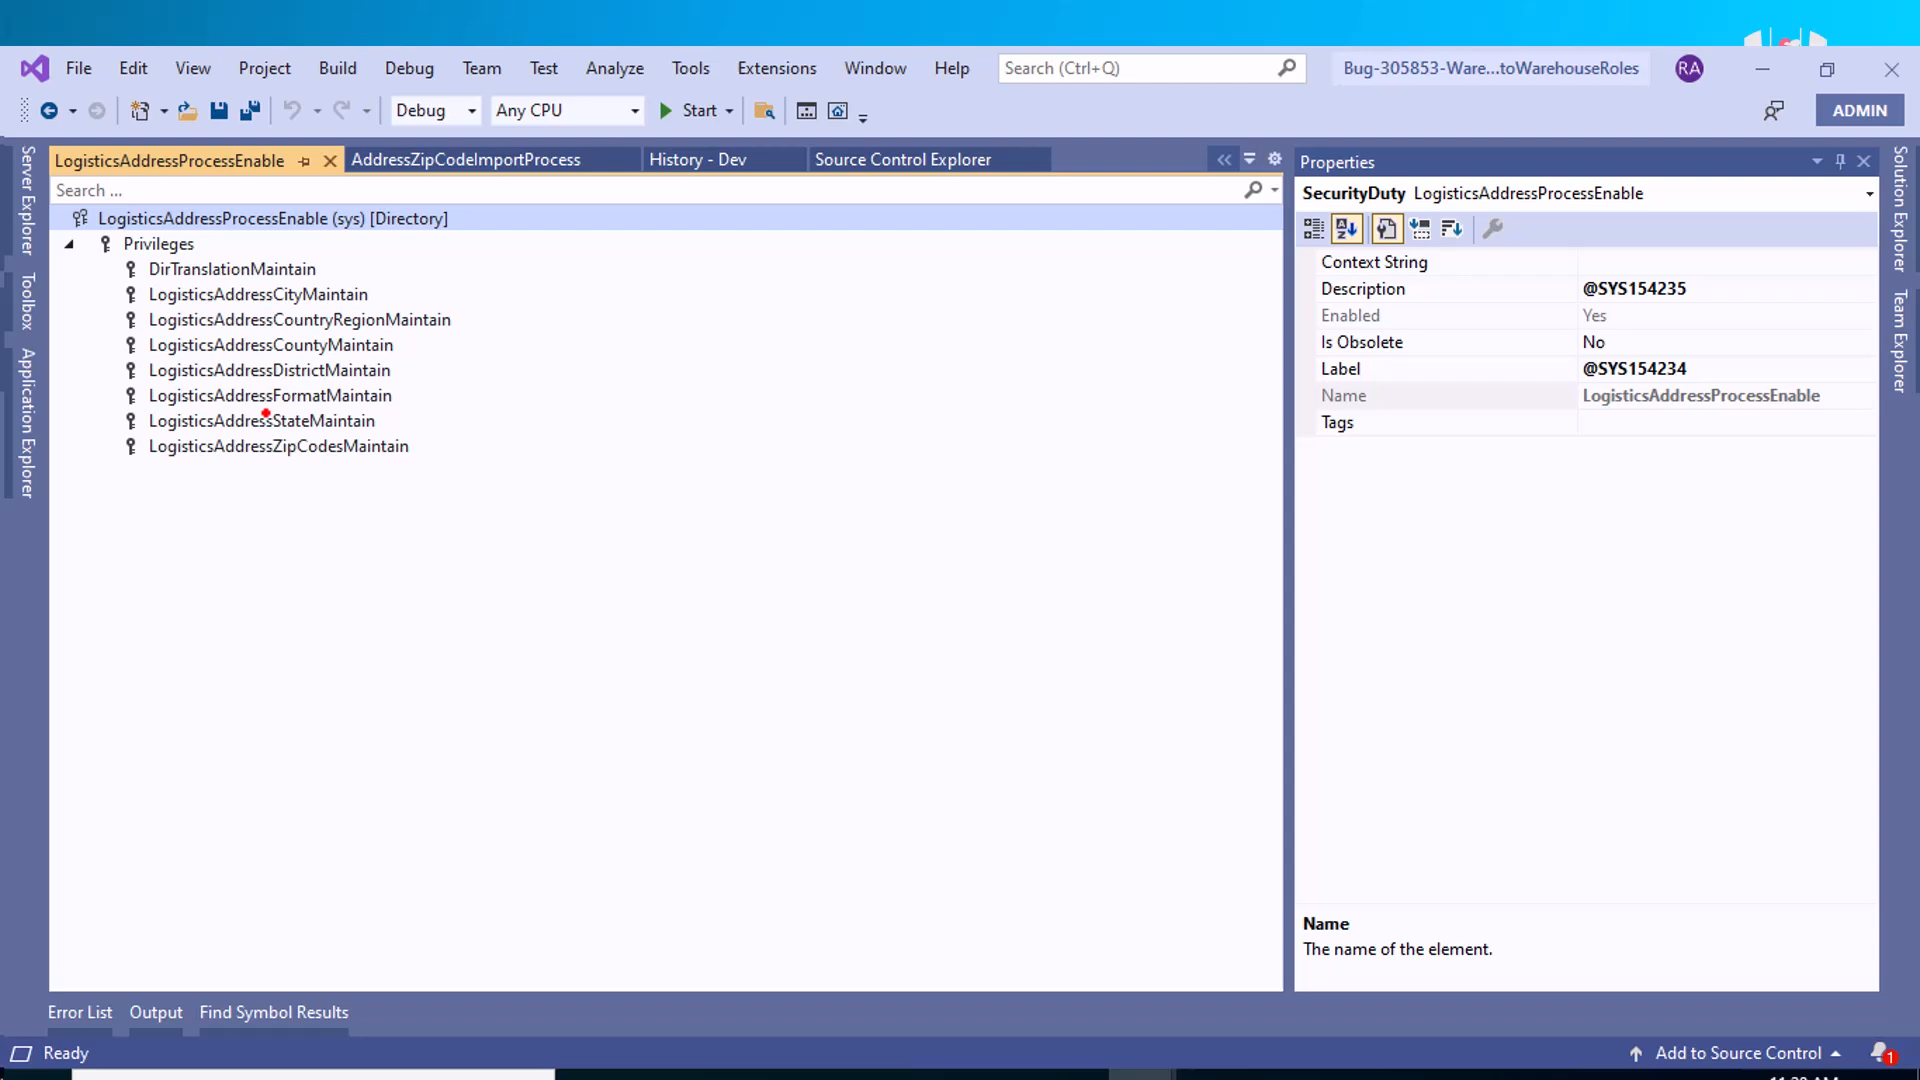 File Edit View Project Build Debug Team Test Analyze Tools Extensions Window Help Search (Ctrl+Q) Bug-305853-Ware...toWarehouseRoles RA
Debug Any CPU Start ADMIN
LogisticsAddressProcessEnable AddressZipCodeImportProcess History - Dev Source Control Explorer
Search ...
LogisticsAddressProcessEnable (sys) [Directory]
Privileges
DirTranslationMaintain
LogisticsAddressCityMaintain
LogisticsAddressCountryRegionMaintain
LogisticsAddressCountyMaintain
LogisticsAddressDistrictMaintain
LogisticsAddressFormatMaintain
LogisticsAddressStateMaintain
LogisticsAddressZipCodesMaintain
Server Explorer
Toolbox
Application Explorer
Properties
SecurityDuty LogisticsAddressProcessEnable
Context String
Description @SYS154235
Enabled Yes
Is Obsolete No
Label @SYS154234
Name LogisticsAddressProcessEnable
Tags
Name
The name of the element.
Solution Explorer
Team Explorer
Error List Output Find Symbol Results
Ready Add to Source Control 1